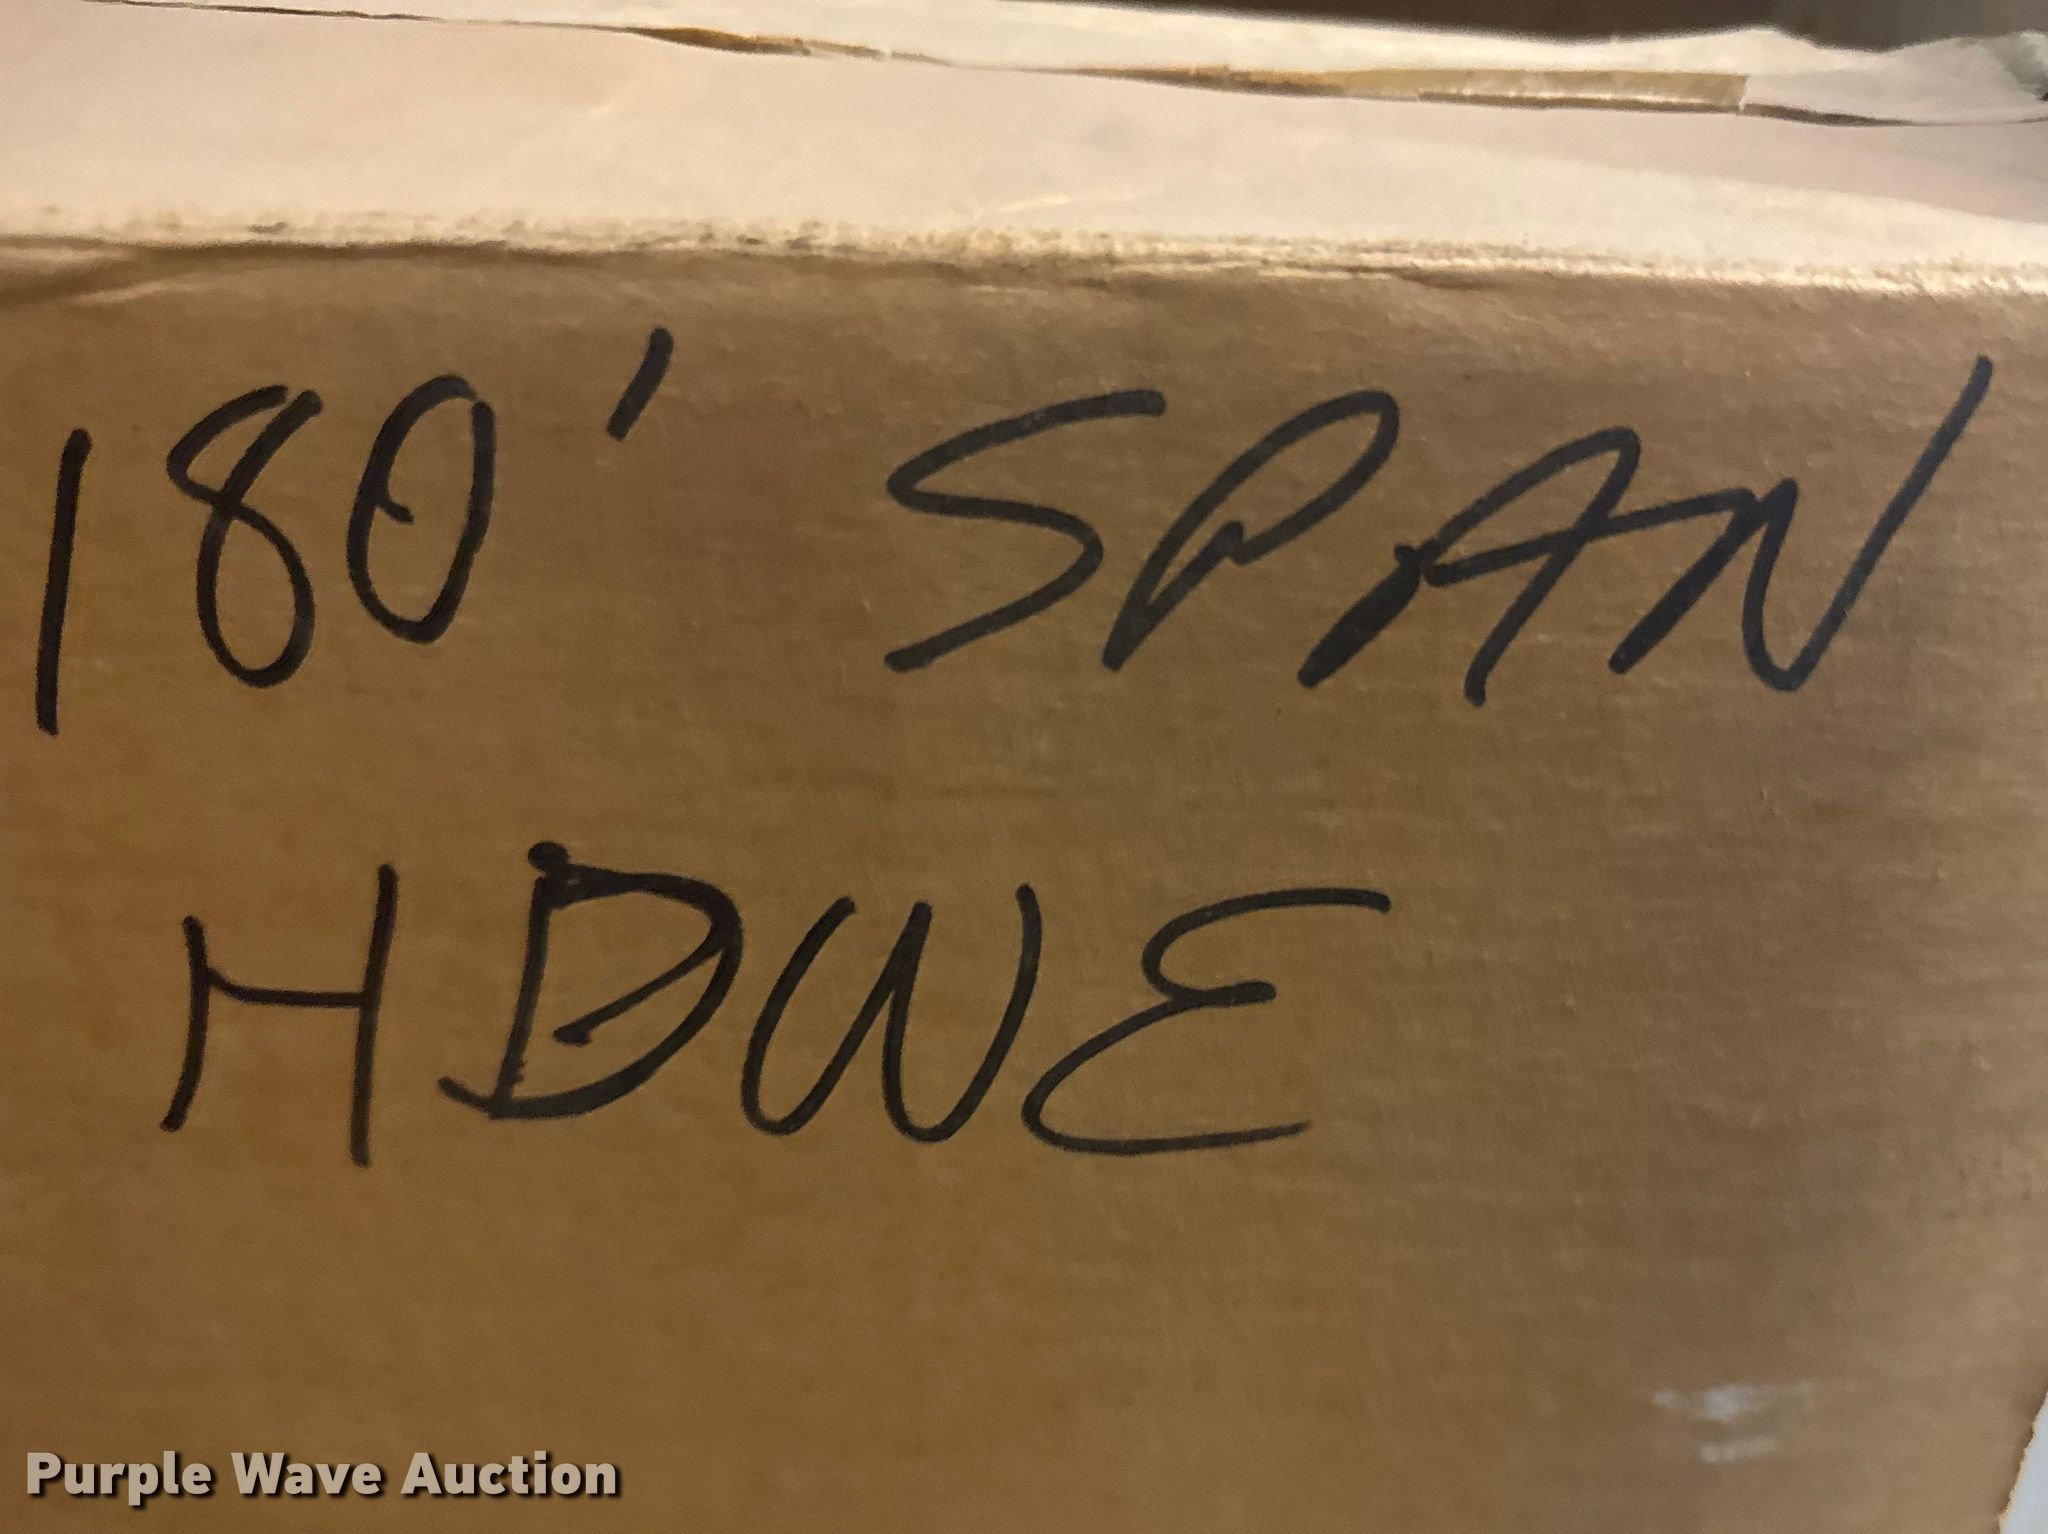 180' SPAN
HDWE
Purple Wave Auction